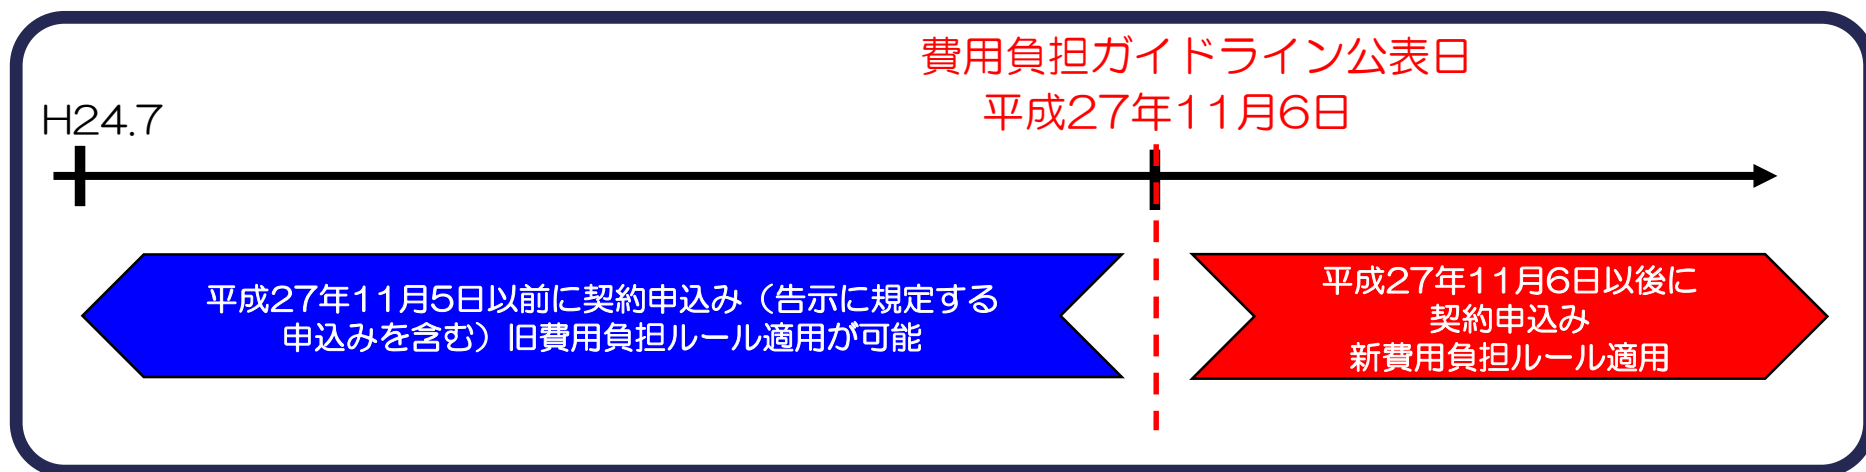 費用負担ガイドライン公表日
平成27年11月6日
H24.7
平成27年11月5日以前に契約申込み（告示に規定する
申込みを含む）旧費用負担ルール適用が可能
平成27年11月6日以後に
契約申込み
新費用負担ルール適用